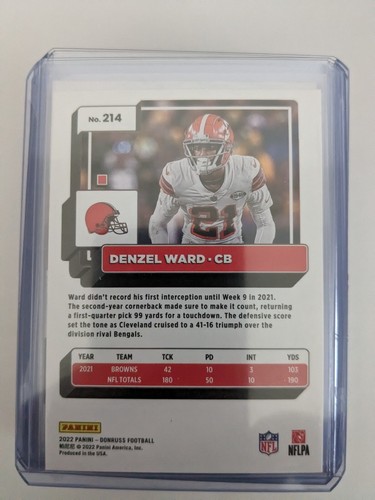 No. 214
21
DENZEL WARD · CB
Ward didn't record his first interception until Week 9 in 2021.
The second-year cornerback made sure to make it count, returning
a first-quarter pick 99 yards for a touchdown. The defensive score
set the tone as Cleveland cruised to a 41-16 triumph over the
division rival Bengals.
YEAR TEAM TCK PD INT YDS
2021 BROWNS 42 10 3 103
NFL TOTALS 180 50 10 190
PANINI
2022 PANINI - DONRUSS FOOTBALL
© 2022 Panini America, Inc.
Produced in the USA.
NFL
NFLPA